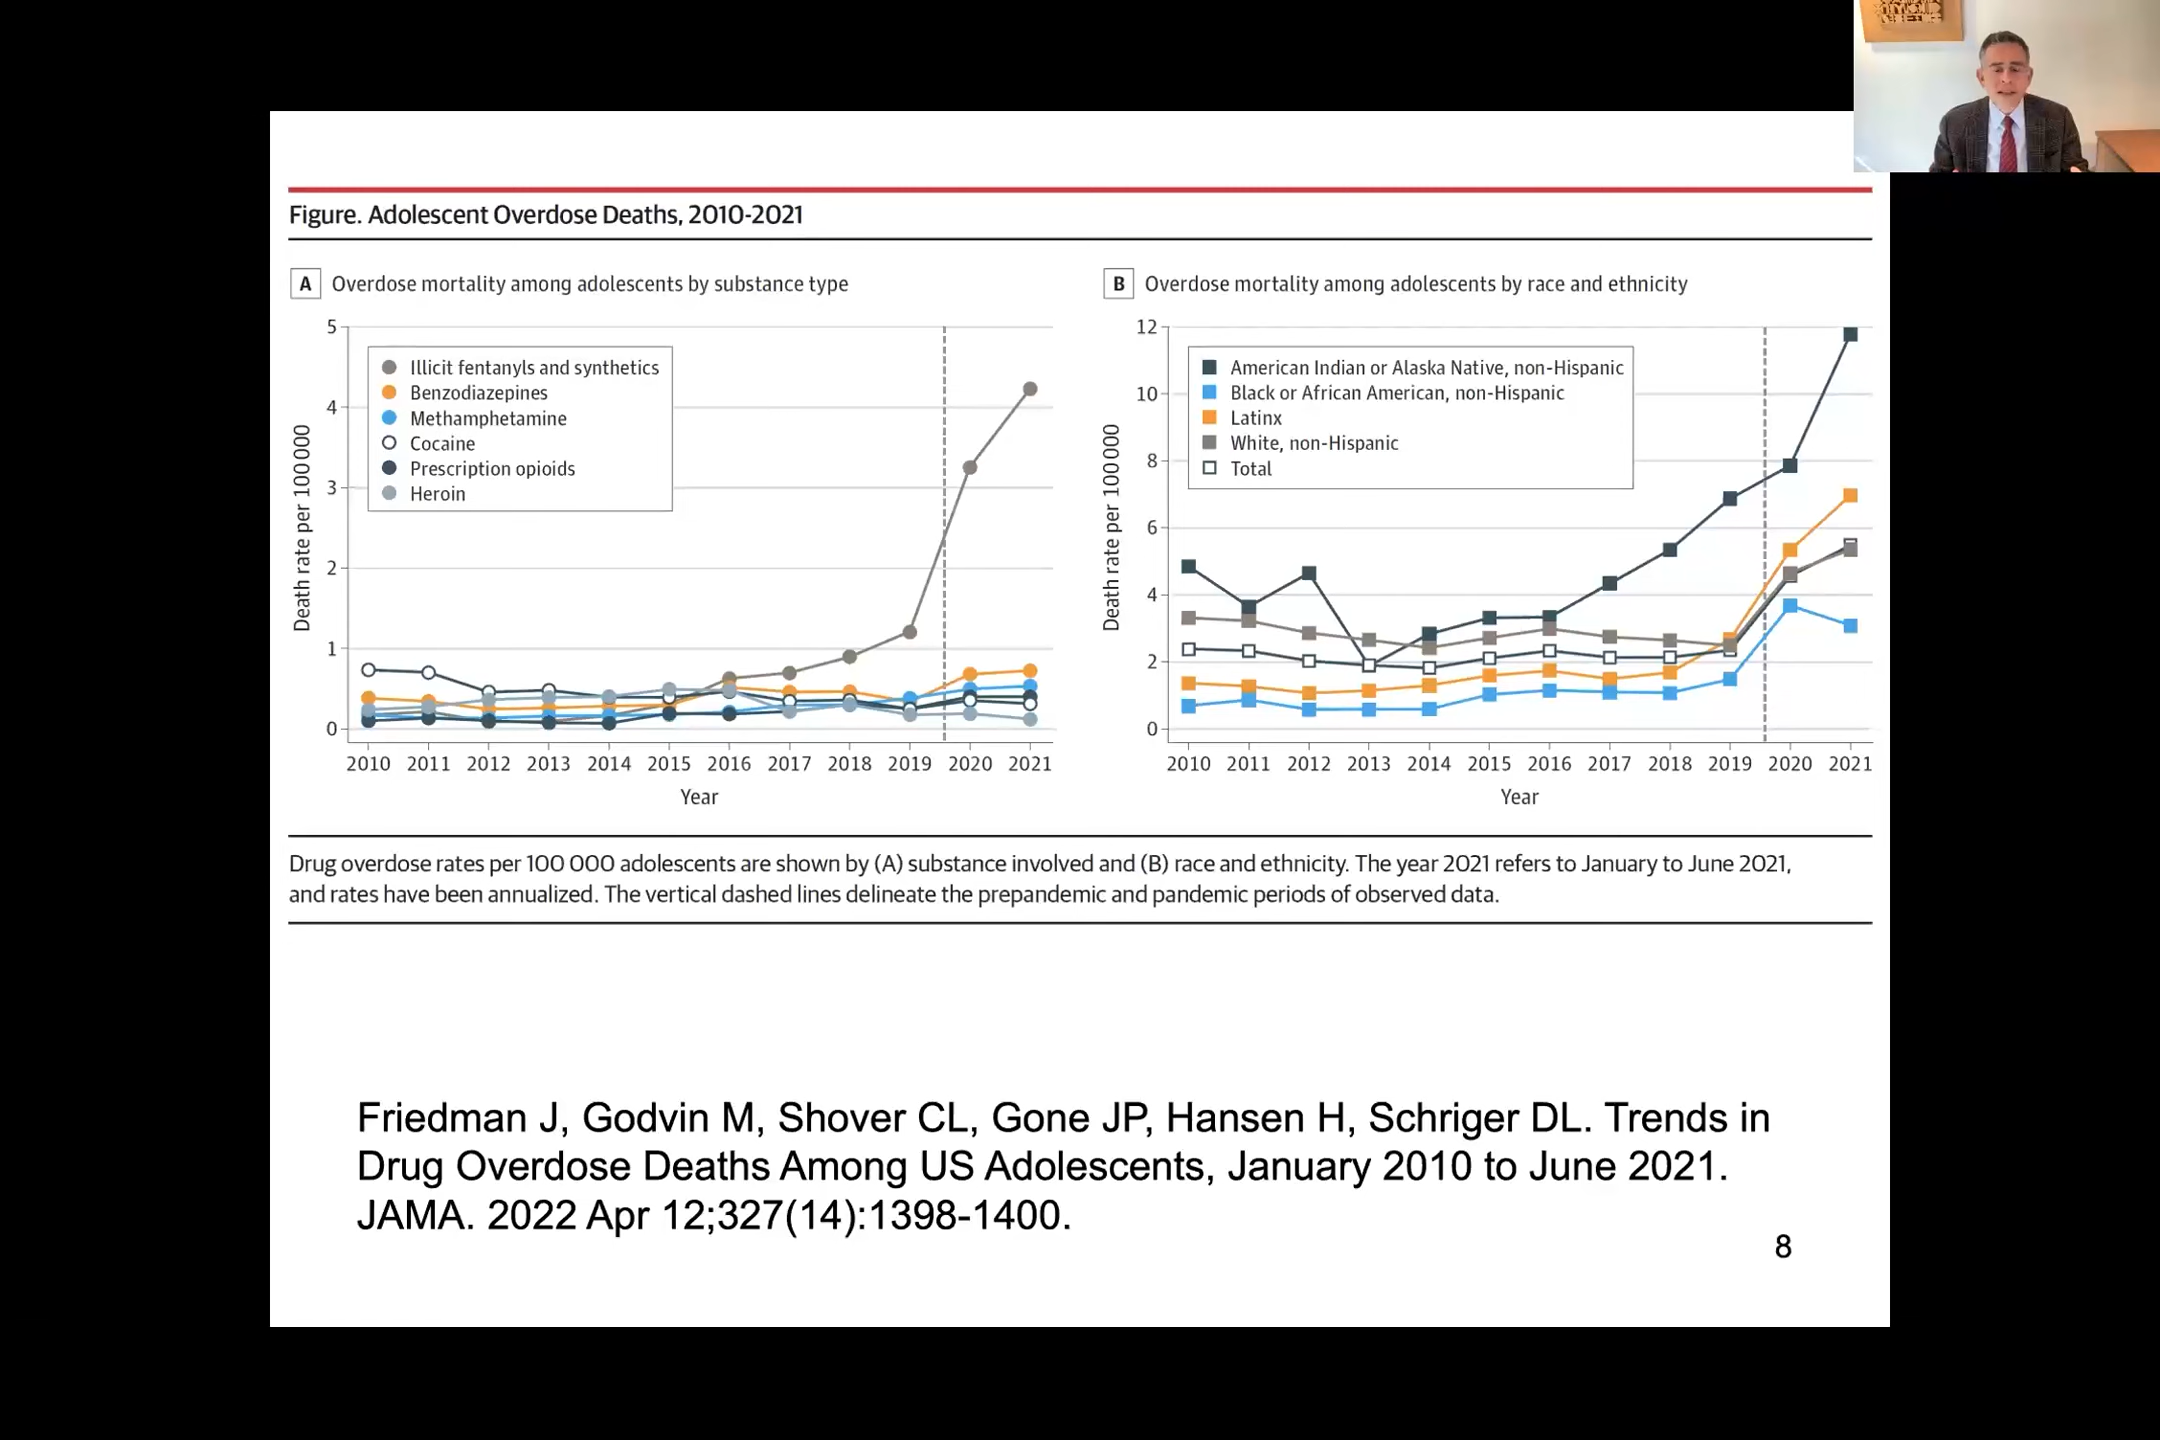 Figure. Adolescent Overdose Deaths, 2010-2021
A Overdose mortality among adolescents by substance type
5
4
3
2
1
0
Death rate per 100 000
Illicit fentanyls and synthetics
Benzodiazepines
Methamphetamine
Cocaine
Prescription opioids
Heroin
2010 2011 2012 2013 2014 2015 2016 2017 2018 2019 2020 2021
Year
B Overdose mortality among adolescents by race and ethnicity
12
10
8
6
4
2
0
Death rate per 100 000
American Indian or Alaska Native, non-Hispanic
Black or African American, non-Hispanic
Latinx
White, non-Hispanic
Total
2010 2011 2012 2013 2014 2015 2016 2017 2018 2019 2020 2021
Year
Drug overdose rates per 100 000 adolescents are shown by (A) substance involved and (B) race and ethnicity. The year 2021 refers to January to June 2021,
and rates have been annualized. The vertical dashed lines delineate the prepandemic and pandemic periods of observed data.
Friedman J, Godvin M, Shover CL, Gone JP, Hansen H, Schriger DL. Trends in
Drug Overdose Deaths Among US Adolescents, January 2010 to June 2021.
JAMA. 2022 Apr 12;327(14):1398-1400.
8